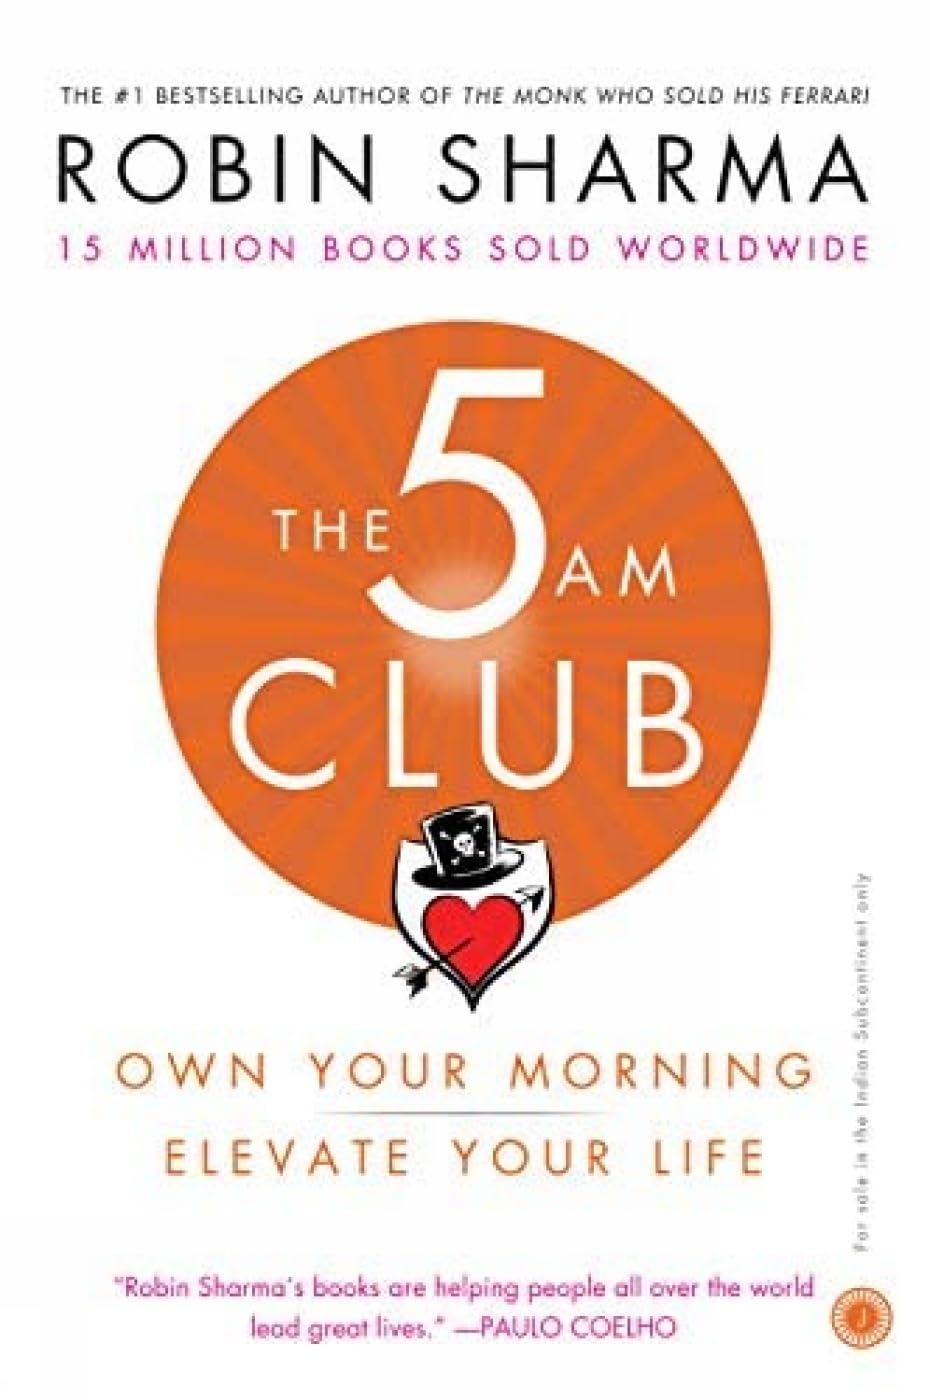 THE #1 BESTSELLING AUTHOR OF THE MONK WHO SOLD HIS FERRARI
ROBIN SHARMA
15 MILLION BOOKS SOLD WORLDWIDE
THE 5 AM
CLUB
OWN YOUR MORNING
ELEVATE YOUR LIFE
For sale in the Indian Subcontinent only
"Robin Sharma's books are helping people all over the world
lead great lives." —PAULO COELHO
J